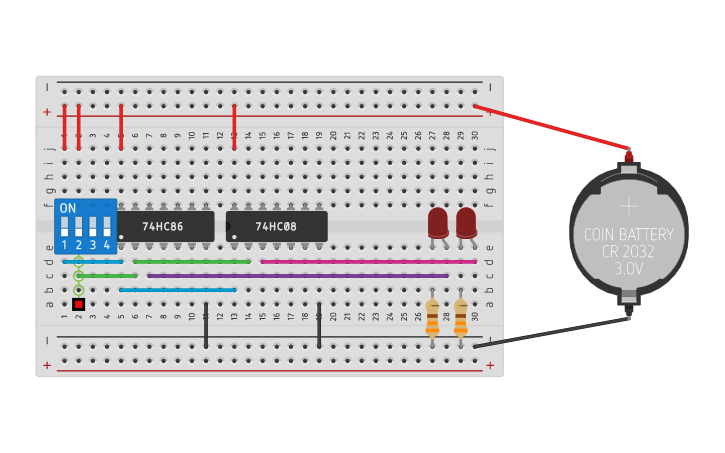 − −
+ +
1 2 3 4 5 6 7 8 9 10 11 12 13 14 15 16 17 18 19 20 21 22 23 24 25 26 27 28 29 30
j j
i i
h h
g g
f f
ON
1 2 3 4
74HC86
74HC08
COIN BATTERY
CR 2032
3.0V
e e
d d
c c
b b
a a
1 2 3 4 5 6 7 8 9 10 11 12 13 14 15 16 17 18 19 20 21 22 23 24 25 26 27 28 29 30
− −
+ +